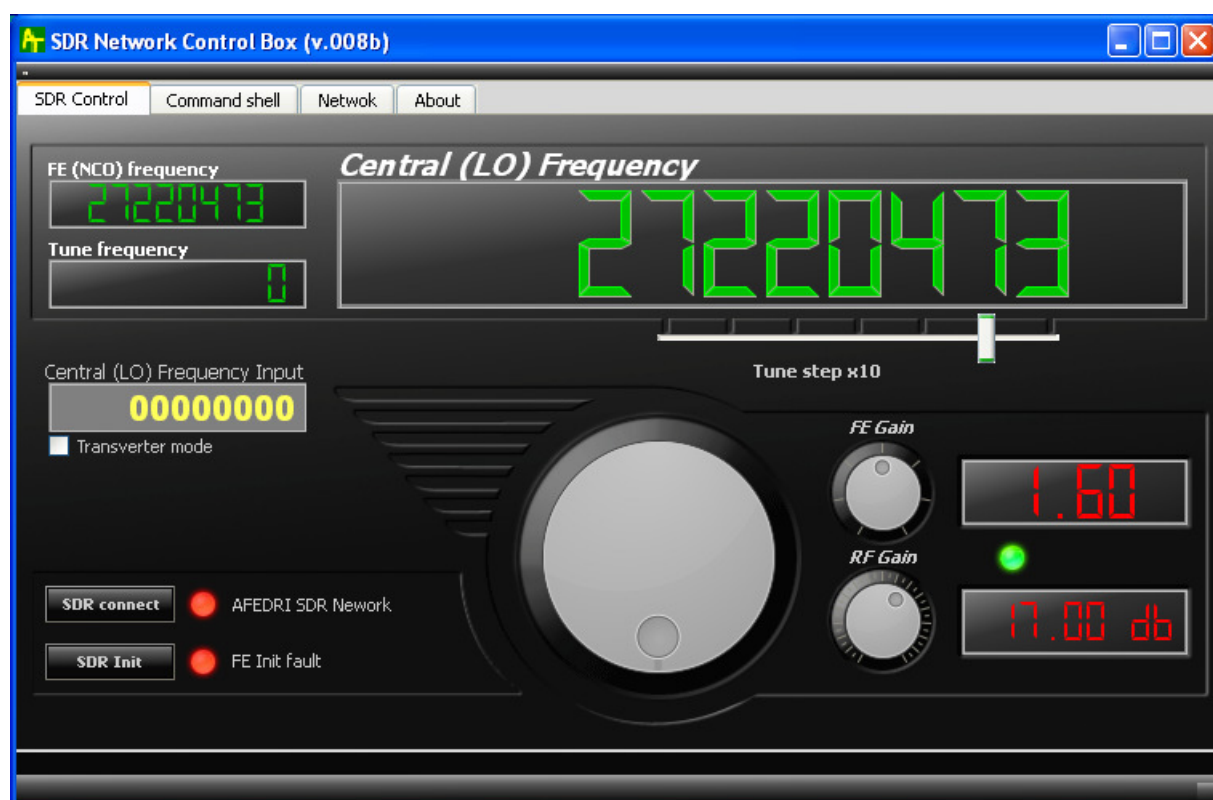 SDR Network Control Box (v.008b)
SDR Control Command shell Netwok About
FE (NCO) frequency
27220473
Central (LO) Frequency
27220473
Tune frequency
0
Tune step x10
Central (LO) Frequency Input
00000000
Transverter mode
FE Gain
1.60
RF Gain
17.00 db
SDR connect AFEDRI SDR Nework
SDR Init FE Init fault